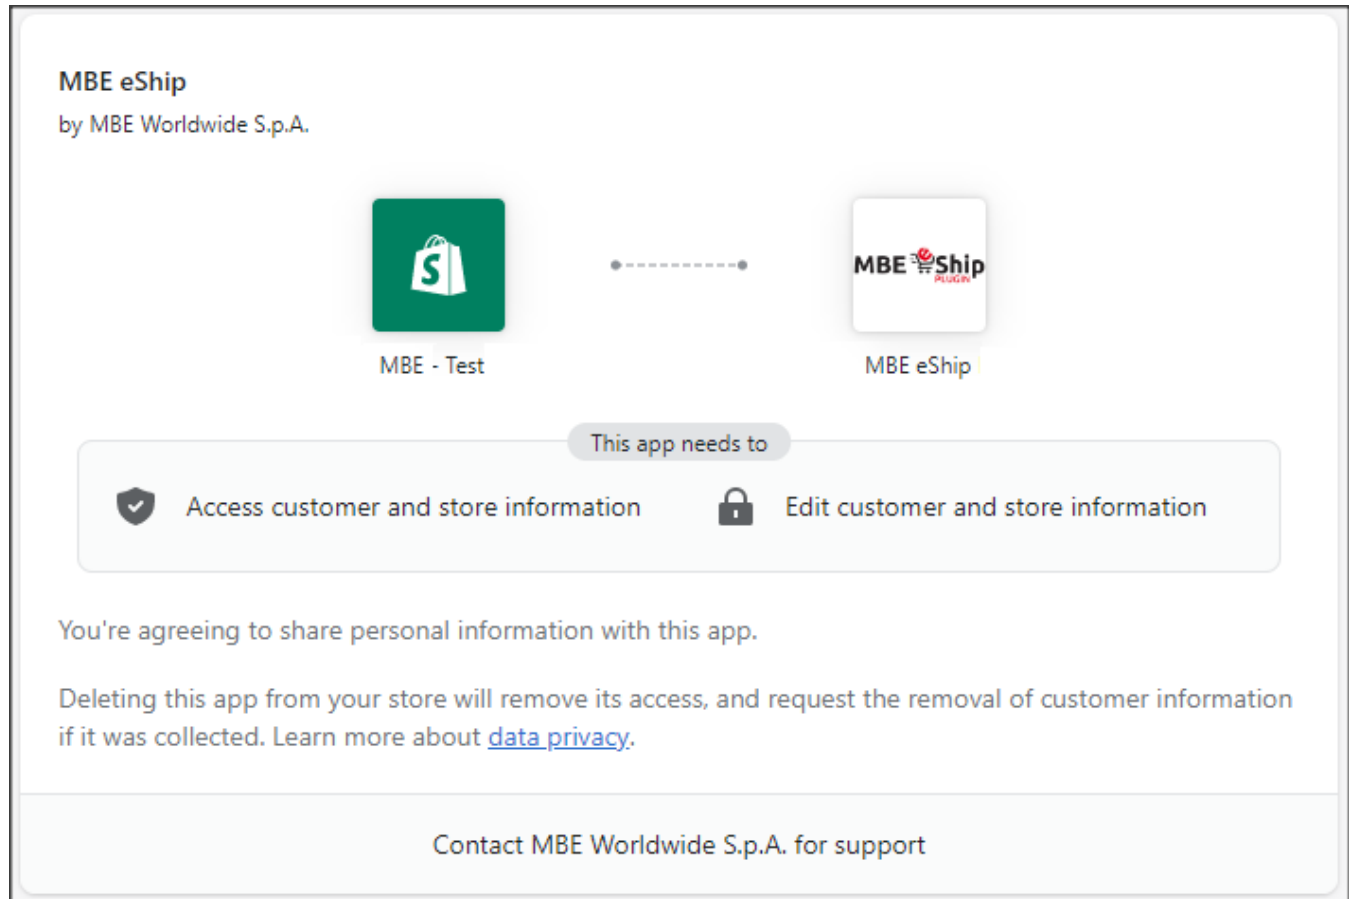 MBE eShip
by MBE Worldwide S.p.A.
S
MBE eShip
PLUGIN
MBE - Test
MBE eShip
This app needs to
Access customer and store information
Edit customer and store information
You're agreeing to share personal information with this app.
Deleting this app from your store will remove its access, and request the removal of customer information
if it was collected. Learn more about data privacy.
Contact MBE Worldwide S.p.A. for support